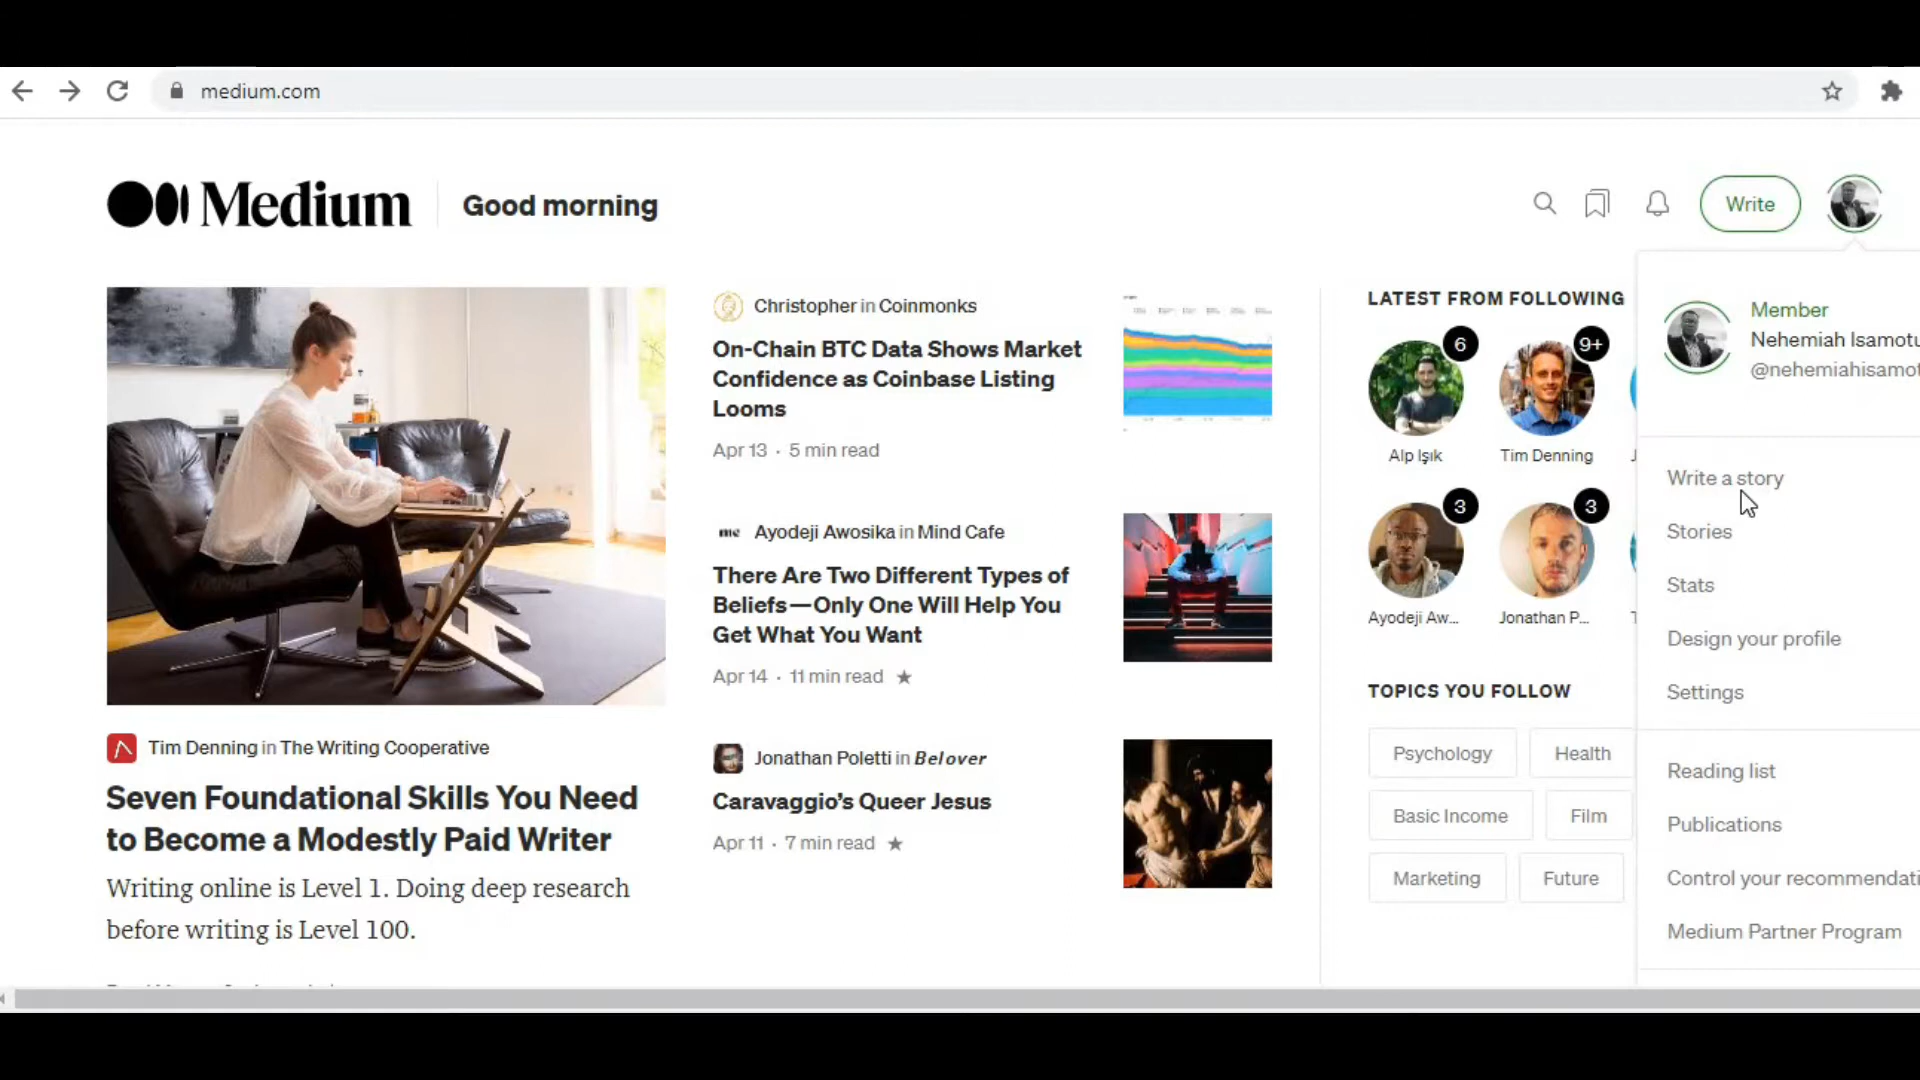 medium.com
Medium
Good morning
Write
Christopher in Coinmonks
On-Chain BTC Data Shows Market
Confidence as Coinbase Listing
Looms
Apr 13 · 5 min read
me
Ayodeji Awosika in Mind Cafe
There Are Two Different Types of
Beliefs—Only One Will Help You
Get What You Want
Apr 14 · 11 min read
Jonathan Poletti in Belover
Caravaggio's Queer Jesus
Apr 11 · 7 min read
Tim Denning in The Writing Cooperative
Seven Foundational Skills You Need
to Become a Modestly Paid Writer
Writing online is Level 1. Doing deep research
before writing is Level 100.
LATEST FROM FOLLOWING
6
9+
Alp Işık
Tim Denning
3
3
Ayodeji Aw...
Jonathan P...
TOPICS YOU FOLLOW
Psychology
Health
Basic Income
Film
Marketing
Future
Member
Nehemiah Isamotu
@nehemiahisamot
Write a story
Stories
Stats
Design your profile
Settings
Reading list
Publications
Control your recommendati
Medium Partner Program